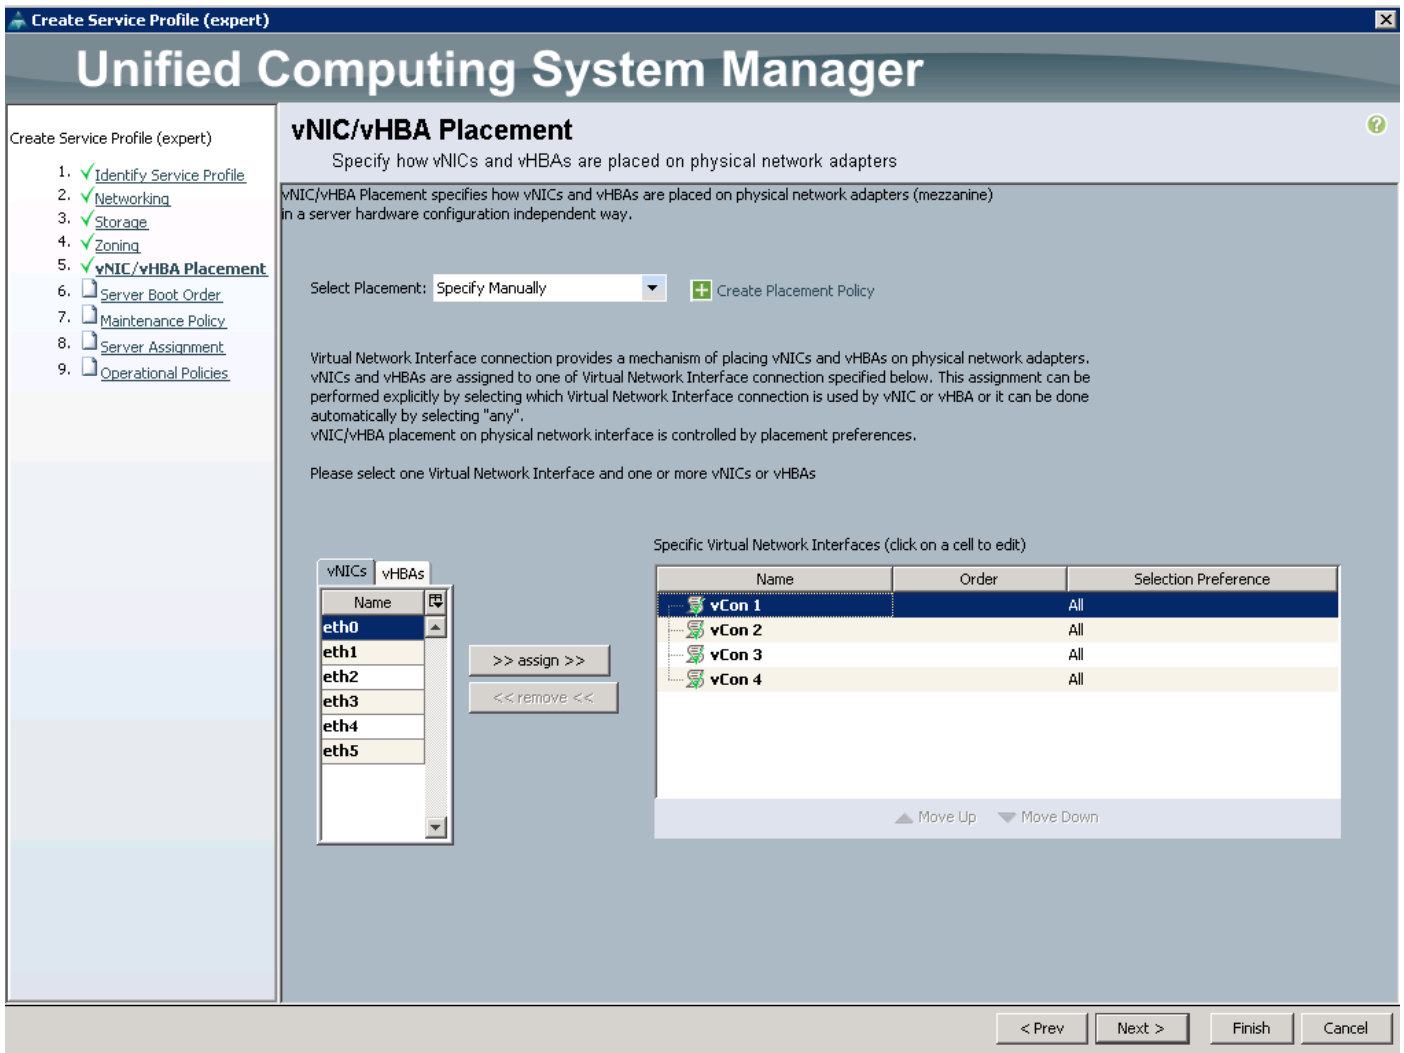 Create Service Profile (expert)
Unified Computing System Manager
Create Service Profile (expert)
1. Identify Service Profile
2. Networking
3. Storage
4. Zoning
5. vNIC/vHBA Placement
6. Server Boot Order
7. Maintenance Policy
8. Server Assignment
9. Operational Policies
vNIC/vHBA Placement
Specify how vNICs and vHBAs are placed on physical network adapters
vNIC/vHBA Placement specifies how vNICs and vHBAs are placed on physical network adapters (mezzanine)
in a server hardware configuration independent way.
Select Placement: Specify Manually
Create Placement Policy
Virtual Network Interface connection provides a mechanism of placing vNICs and vHBAs on physical network adapters.
vNICs and vHBAs are assigned to one of Virtual Network Interface connection specified below. This assignment can be
performed explicitly by selecting which Virtual Network Interface connection is used by vNIC or vHBA or it can be done
automatically by selecting "any".
vNIC/vHBA placement on physical network interface is controlled by placement preferences.
Please select one Virtual Network Interface and one or more vNICs or vHBAs
vNICs vHBAs
Name
eth0
eth1
eth2
eth3
eth4
eth5
>> assign >>
<< remove <<
Specific Virtual Network Interfaces (click on a cell to edit)
Name Order Selection Preference
vCon 1 All
vCon 2 All
vCon 3 All
vCon 4 All
Move Up Move Down
< Prev Next > Finish Cancel